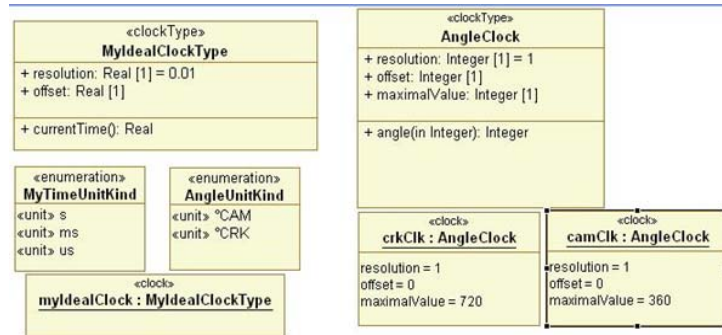 «clockType»
MyIdealClockType
+ resolution: Real [1] = 0.01
+ offset: Real [1]
+ currentTime(): Real
«clockType»
AngleClock
+ resolution: Integer [1] = 1
+ offset: Integer [1]
+ maximalValue: Integer [1]
+ angle(in Integer): Integer
«enumeration»
MyTimeUnitKind
«unit» s
«unit» ms
«unit» us
«enumeration»
AngleUnitKind
«unit» °CAM
«unit» °CRK
«clock»
myIdealClock : MyIdealClockType
«clock»
crkClk : AngleClock
resolution = 1
offset = 0
maximalValue = 720
«clock»
camClk : AngleClock
resolution = 1
offset = 0
maximalValue = 360